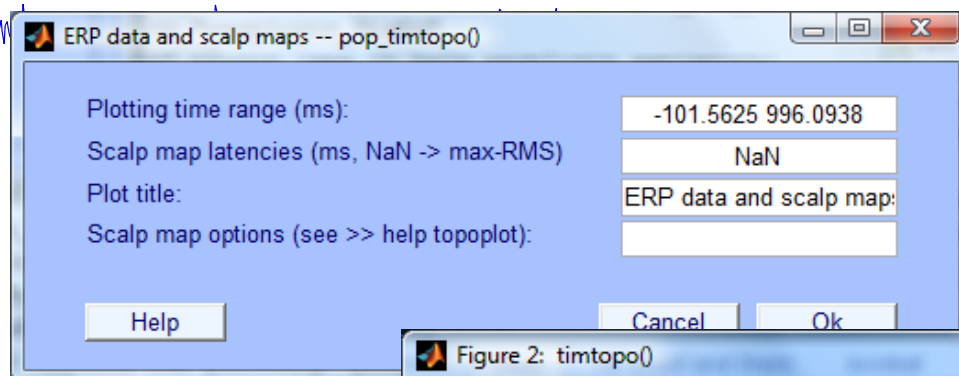 ERP data and scalp maps -- pop_timtopo()
Plotting time range (ms):
-101.5625 996.0938
Scalp map latencies (ms, NaN -> max-RMS)
NaN
Plot title:
ERP data and scalp maps
Scalp map options (see >> help topoplot):
Help
Cancel
Ok
Figure 2: timtopo()